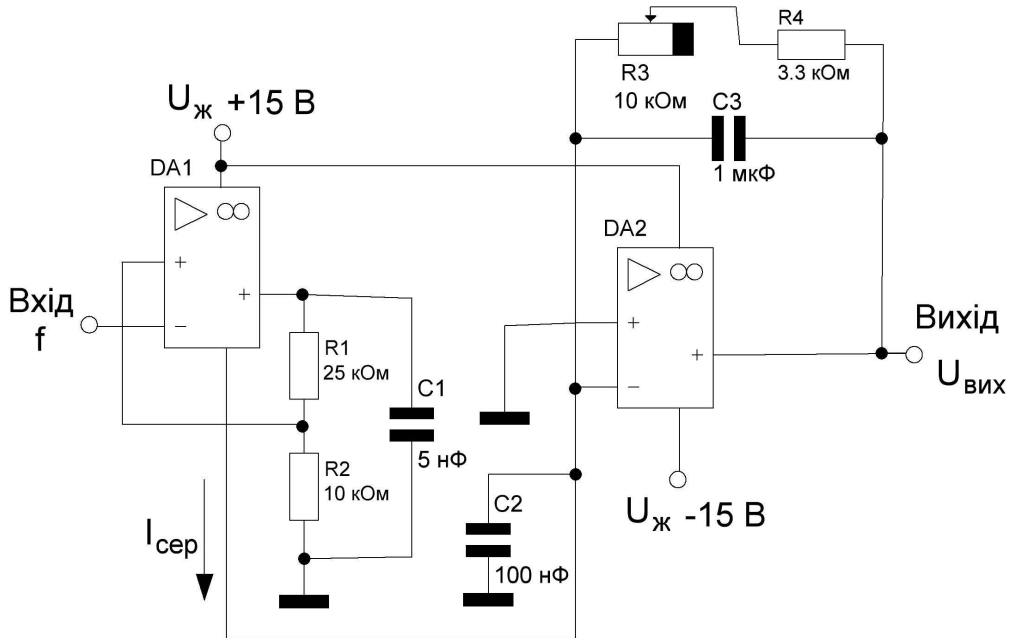 R4
3.3 кОм
R3
10 кОм
C3
1 мкФ
Uж +15 В
DA1
+
−
+
Вхід
f
R1
25 кОм
C1
5 нФ
R2
10 кОм
Iсер
DA2
+
−
+
Вихід
Uвих
Uж -15 В
C2
100 нФ